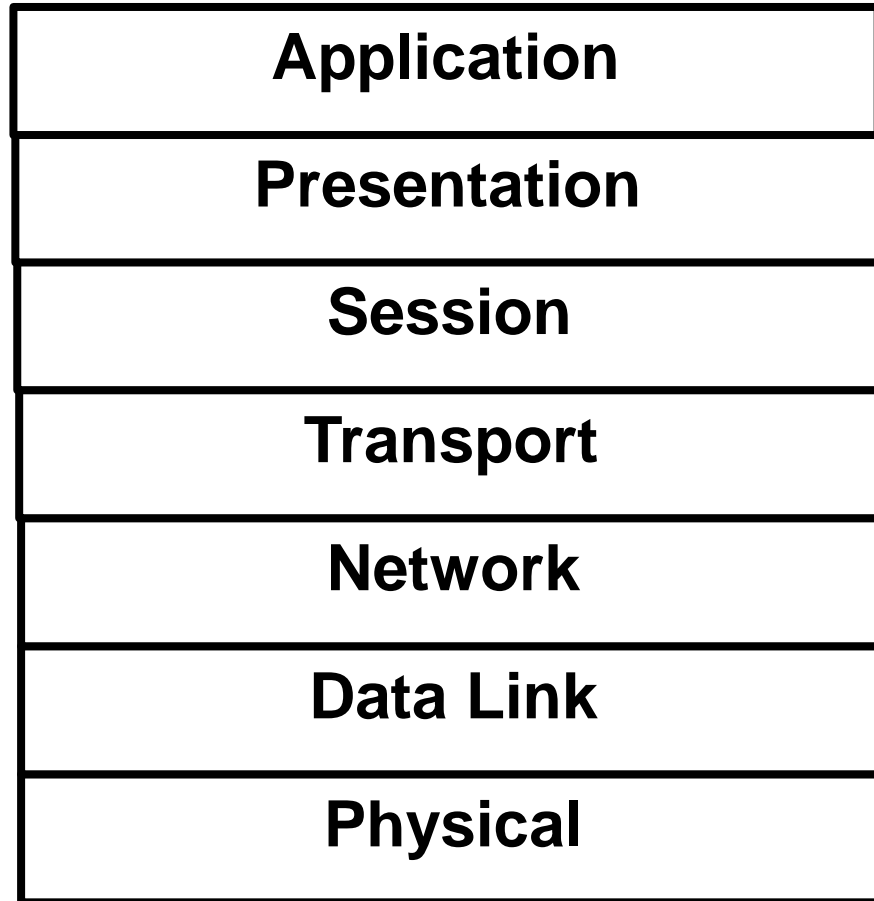 Application
Presentation
Session
Transport
Network
Data Link
Physical